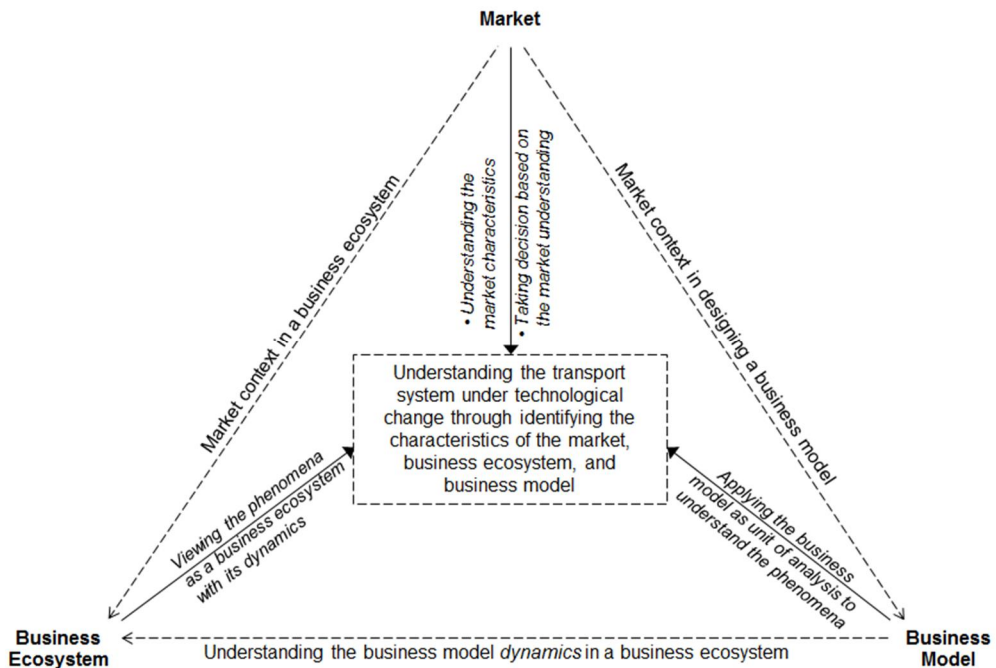 Market
• Understanding the
market characteristics
• Taking decision based on
the market understanding
Market context in a business ecosystem
Market context in designing a business model
Understanding the transport
system under technological
change through identifying the
characteristics of the market,
business ecosystem, and
business model
Viewing the phenomena
as a business ecosystem
with its dynamics
Applying the business
model as unit of analysis to
understand the phenomena
Business
Ecosystem
Understanding the business model dynamics in a business ecosystem
Business
Model